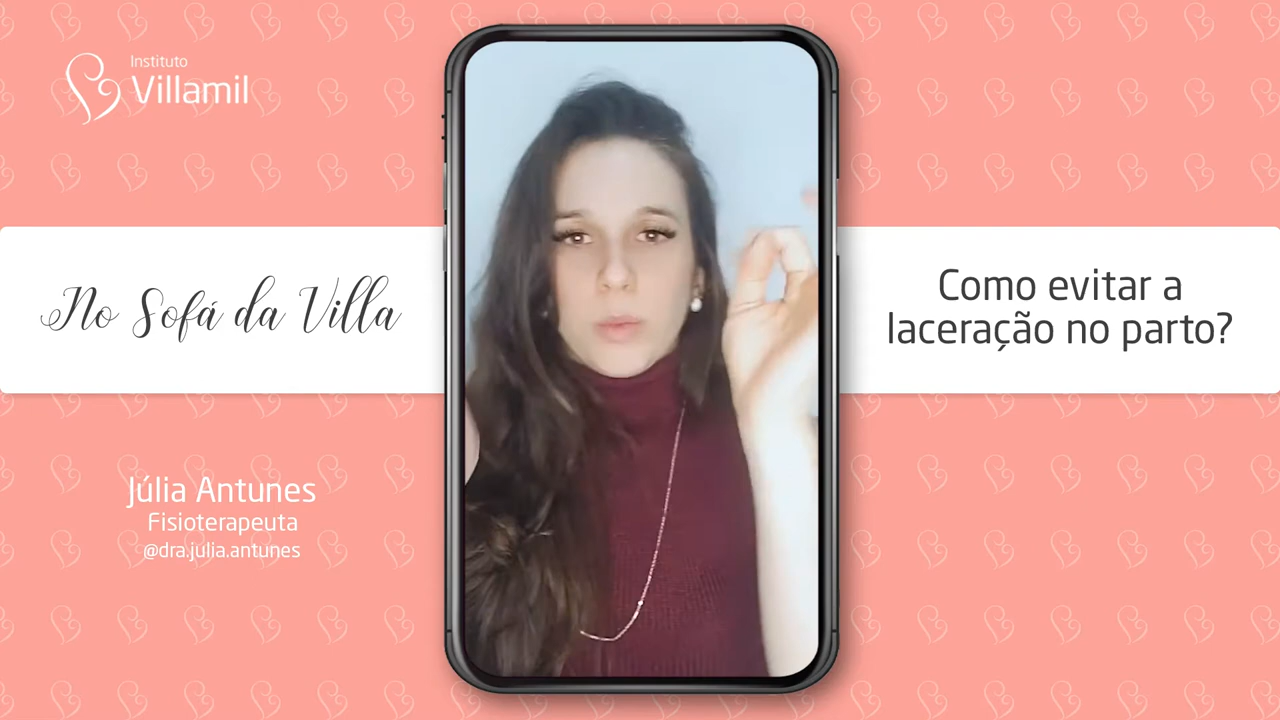 Instituto
Villamil
No Sofá da Villa
Como evitar a
laceração no parto?
Júlia Antunes
Fisioterapeuta
@dra.julia.antunes